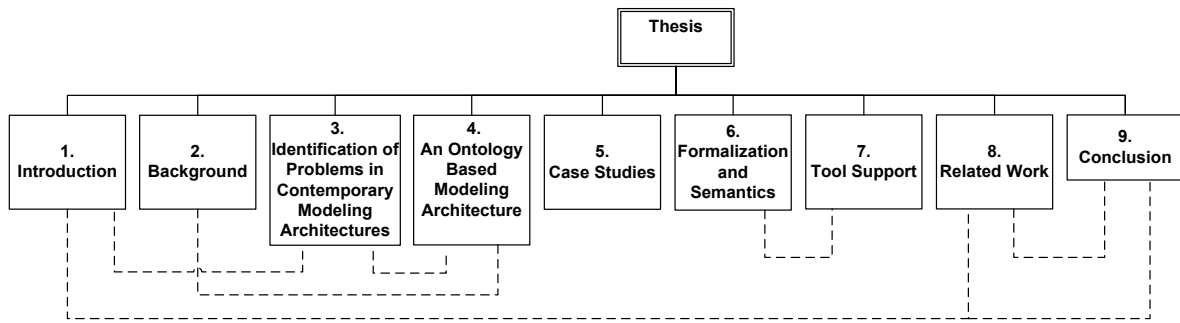 Thesis
1.
Introduction
2.
Background
3.
Identification of
Problems in
Contemporary
Modeling
Architectures
4.
An Ontology
Based
Modeling
Architecture
5.
Case Studies
6.
Formalization
and
Semantics
7.
Tool Support
8.
Related Work
9.
Conclusion